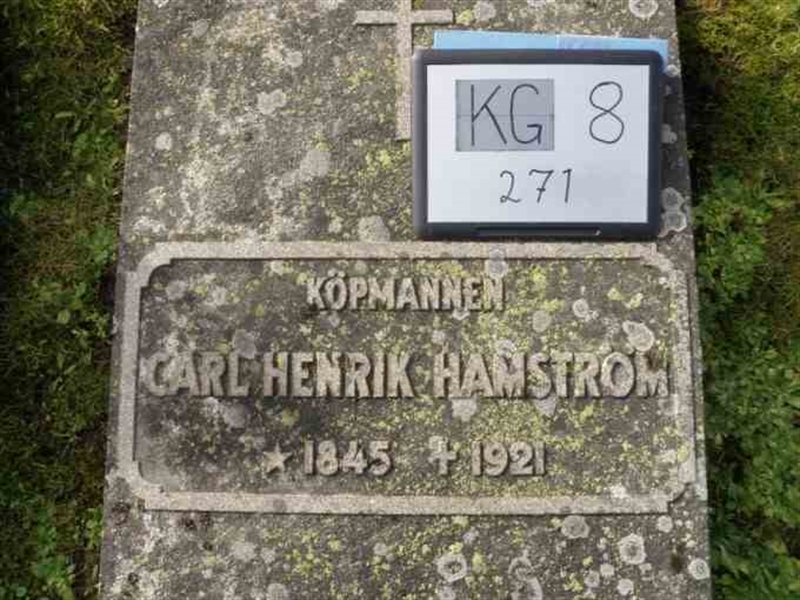 KG 8
271
KÖPMANNEN
CARL HENRIK HAMSTRÖM
★ 1845 ✝ 1921